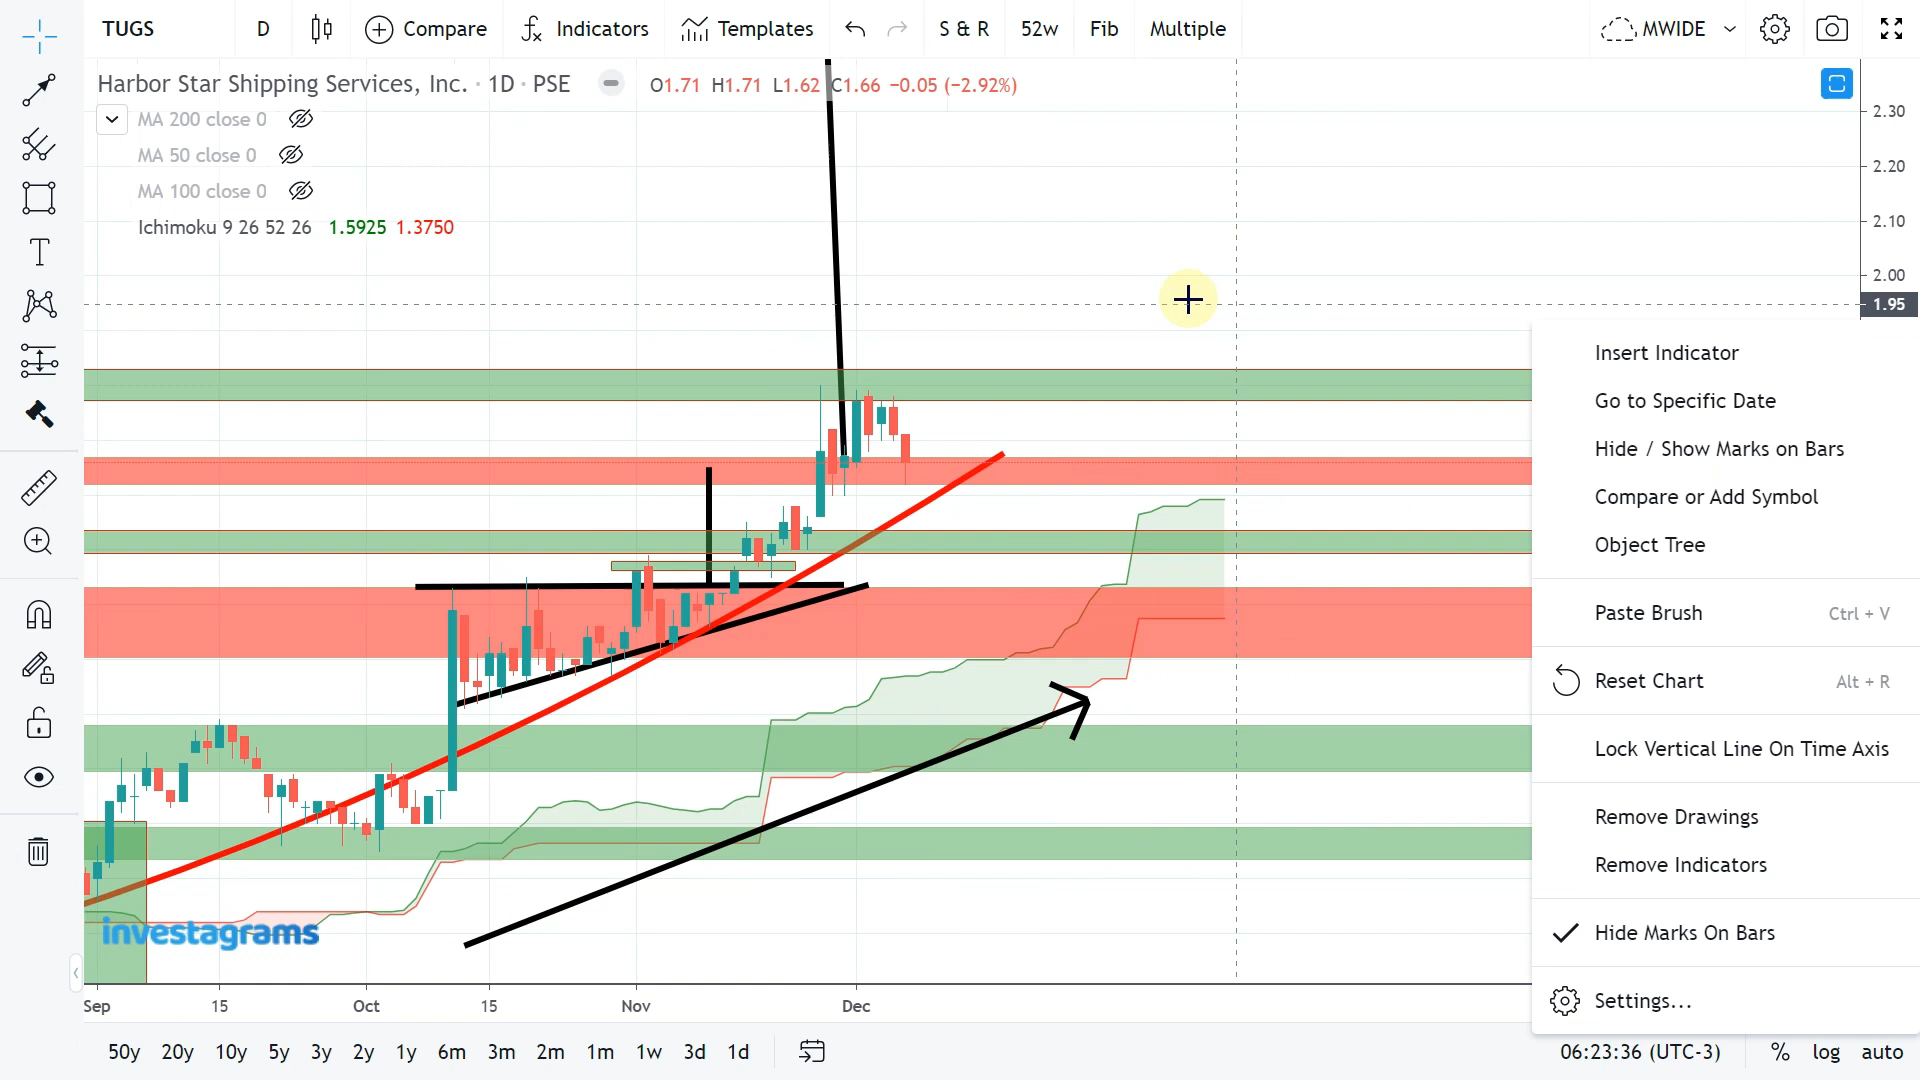 TUGS D Compare Indicators Templates S & R 52w Fib Multiple MWIDE
Harbor Star Shipping Services, Inc. · 1D · PSE O1.71 H1.71 L1.62 C1.66 −0.05 (−2.92%)
MA 200 close 0
MA 50 close 0
MA 100 close 0
Ichimoku 9 26 52 26 1.5925 1.3750
2.30
2.20
2.10
2.00
1.95
Insert Indicator
Go to Specific Date
Hide / Show Marks on Bars
Compare or Add Symbol
Object Tree
Paste Brush Ctrl + V
Reset Chart Alt + R
Lock Vertical Line On Time Axis
Remove Drawings
Remove Indicators
Hide Marks On Bars
Settings...
investagrams
Sep 15 Oct 15 Nov Dec
50y 20y 10y 5y 3y 2y 1y 6m 3m 2m 1m 1w 3d 1d 06:23:36 (UTC-3) % log auto